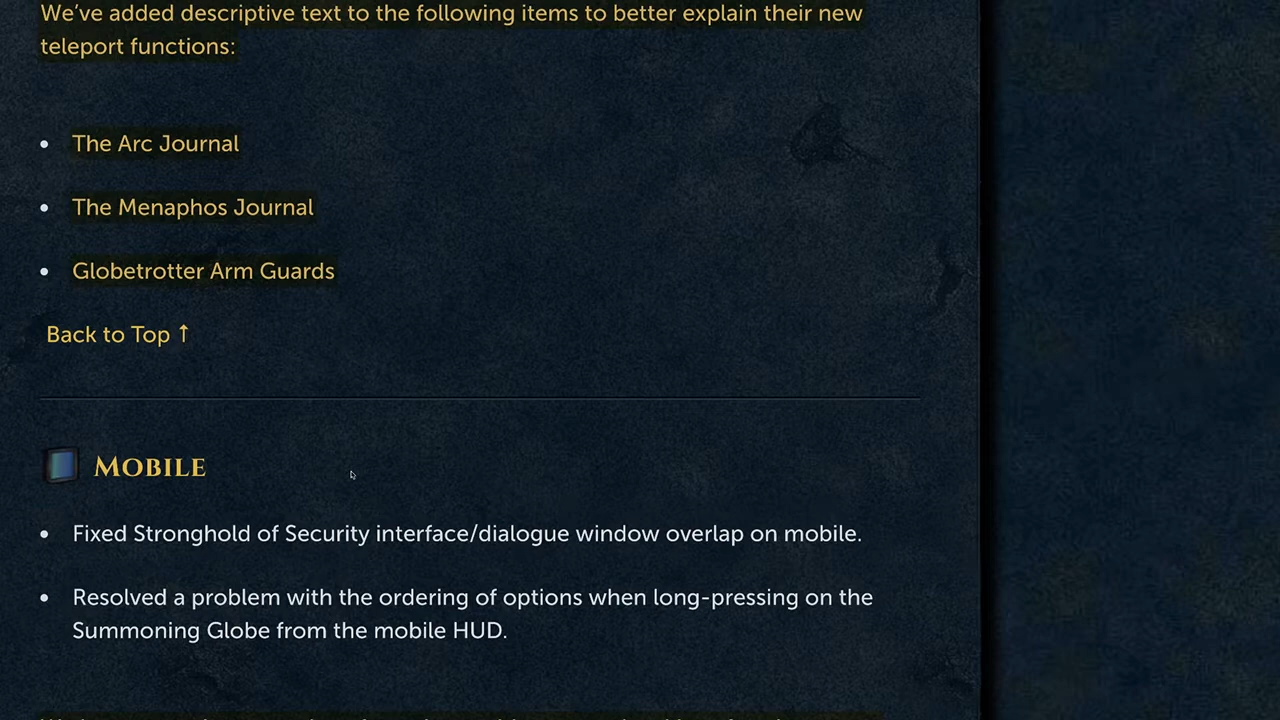 We've added descriptive text to the following items to better explain their new
teleport functions:
• The Arc Journal
• The Menaphos Journal
• Globetrotter Arm Guards
Back to Top ↑
MOBILE
• Fixed Stronghold of Security interface/dialogue window overlap on mobile.
• Resolved a problem with the ordering of options when long-pressing on the
Summoning Globe from the mobile HUD.